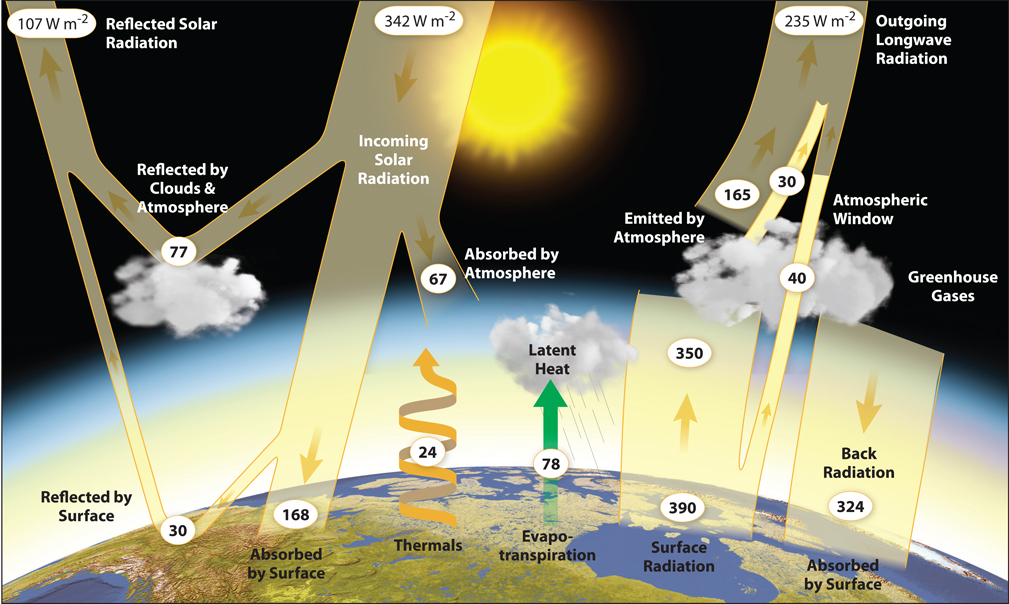 107 W m-2
Reflected Solar
Radiation
342 W m-2
235 W m-2
Outgoing
Longwave
Radiation
Incoming
Solar
Radiation
Reflected by
Clouds &
Atmosphere
77
Absorbed by
Atmosphere
67
165
30
Emitted by
Atmosphere
Atmospheric
Window
40
Greenhouse
Gases
Latent
Heat
350
24
78
Back
Radiation
324
390
Reflected by
Surface
30
168
Absorbed
by Surface
Thermals
Evapo-
transpiration
Surface
Radiation
Absorbed
by Surface